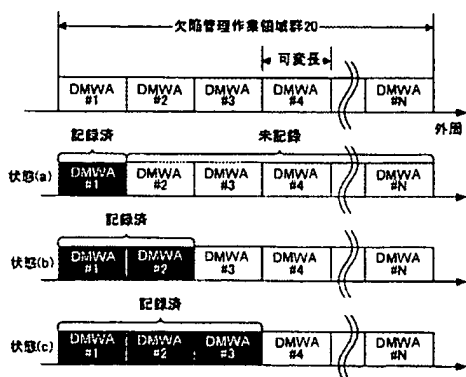 欠陥管理作業領域群20
可変長
DMWA #1 DMWA #2 DMWA #3 DMWA #4 DMWA #N
外周
記録済 未記録
状態(a) DMWA #1 DMWA #2 DMWA #3 DMWA #4 DMWA #N
記録済
状態(b) DMWA #1 DMWA #2 DMWA #3 DMWA #4 DMWA #N
記録済
状態(c) DMWA #1 DMWA #2 DMWA #3 DMWA #4 DMWA #N